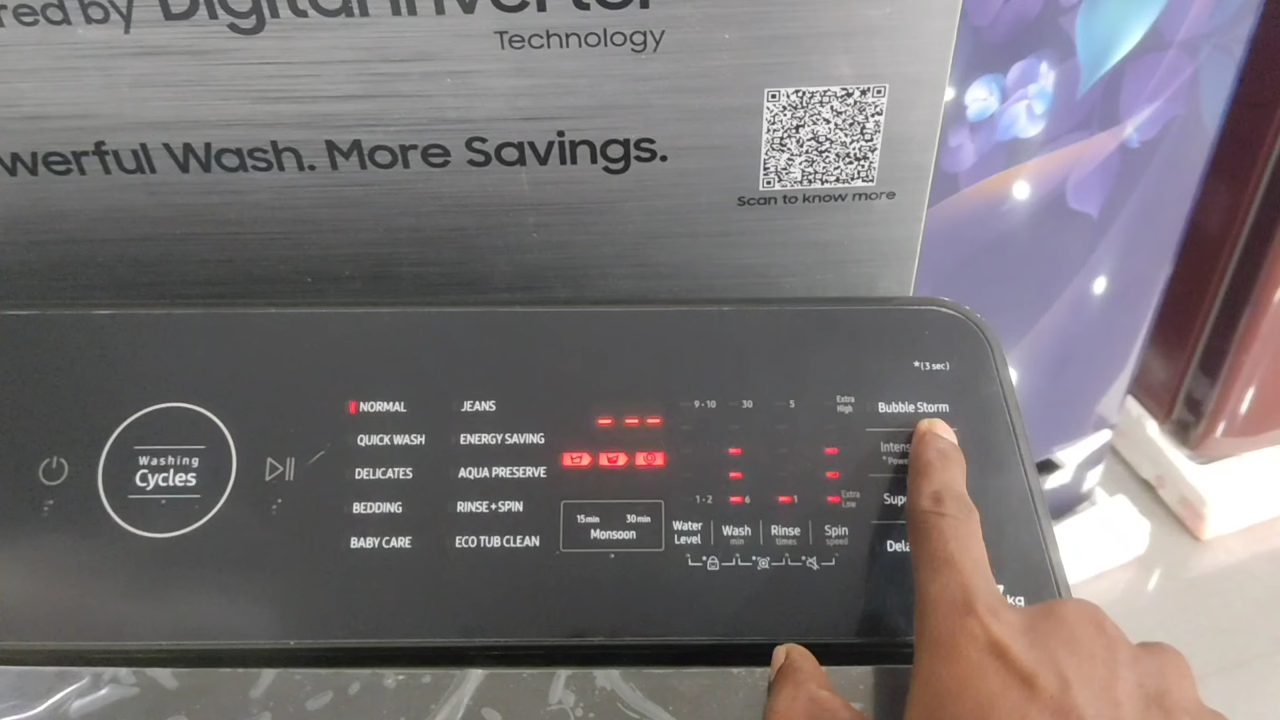 Technology
More Savings.
Wash.
Scan to know more
*(3 sec)
Washing
Cycles
NORMAL
QUICK WASH
DELICATES
BEDDING
BABY CARE
JEANS
ENERGY SAVING
AQUA PRESERVE
RINSE+SPIN
ECO TUB CLEAN
15min 30min
Monsoon
9-10 30 5 Extra High
1-2 6 1 Extra Low
Water Level
Wash min
Rinse times
Spin speed
Bubble Storm
kg